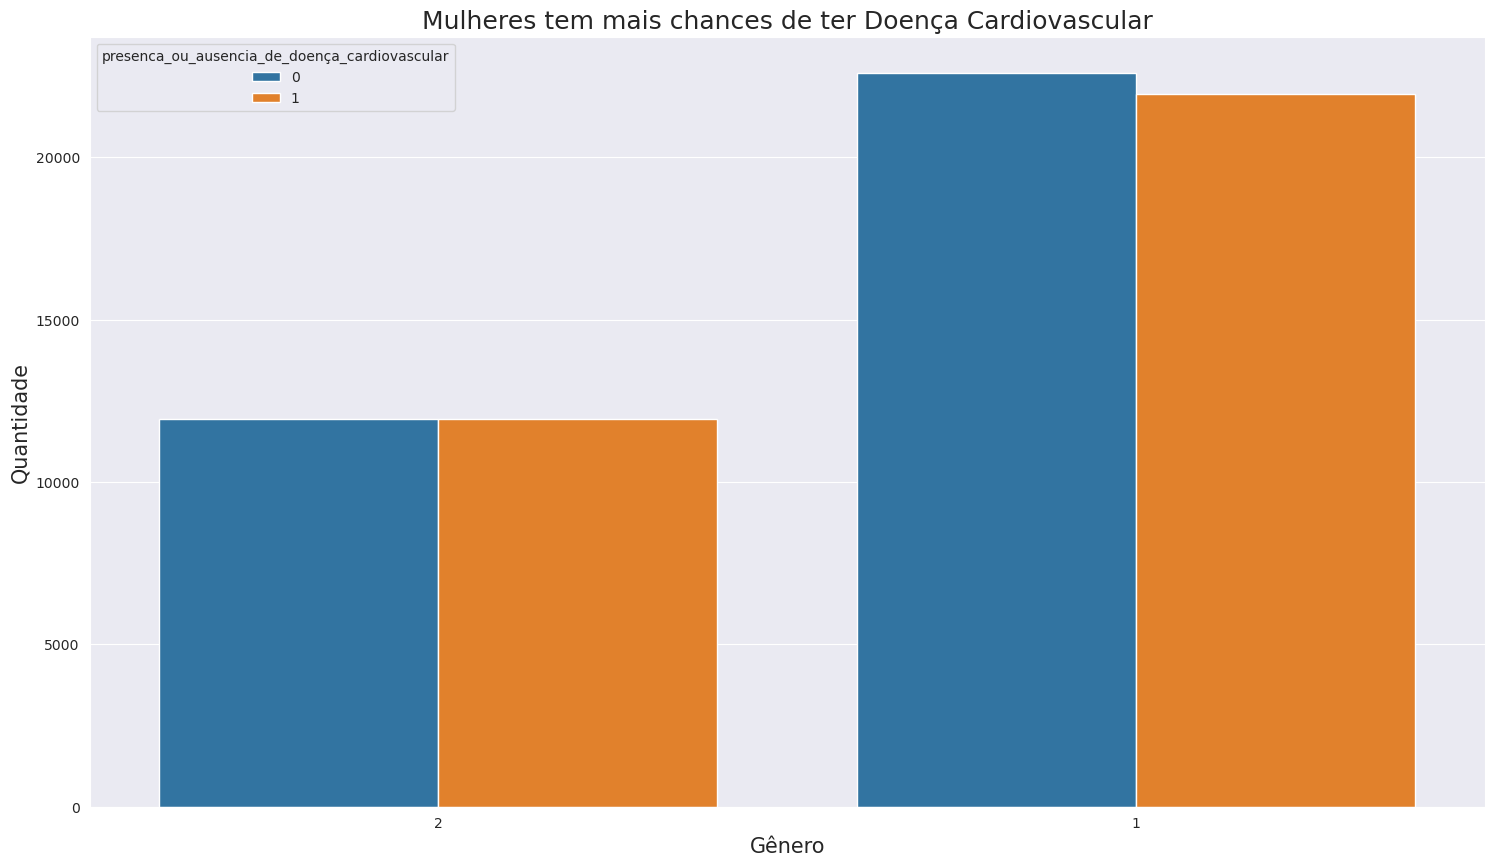 Mulheres tem mais chances de ter Doença Cardiovascular
presenca_ou_ausencia_de_doença_cardiovascular
0
1
20000
15000
10000
5000
0
Quantidade
2 1
Gênero